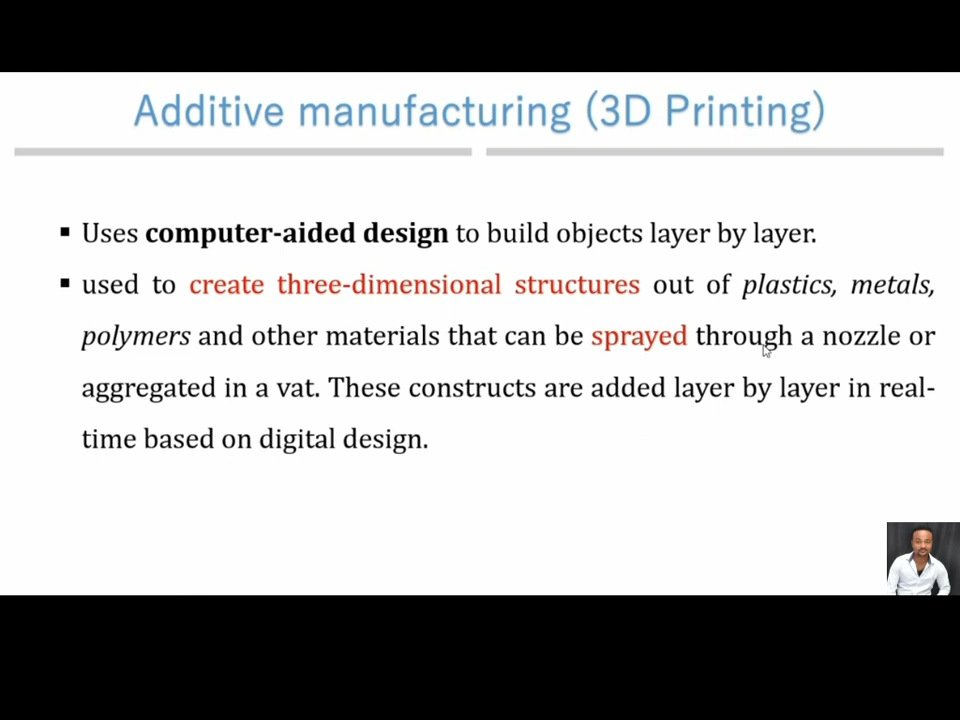 Additive manufacturing (3D Printing)
▪ Uses computer-aided design to build objects layer by layer.
▪ used to create three-dimensional structures out of plastics, metals,
polymers and other materials that can be sprayed through a nozzle or
aggregated in a vat. These constructs are added layer by layer in real-
time based on digital design.